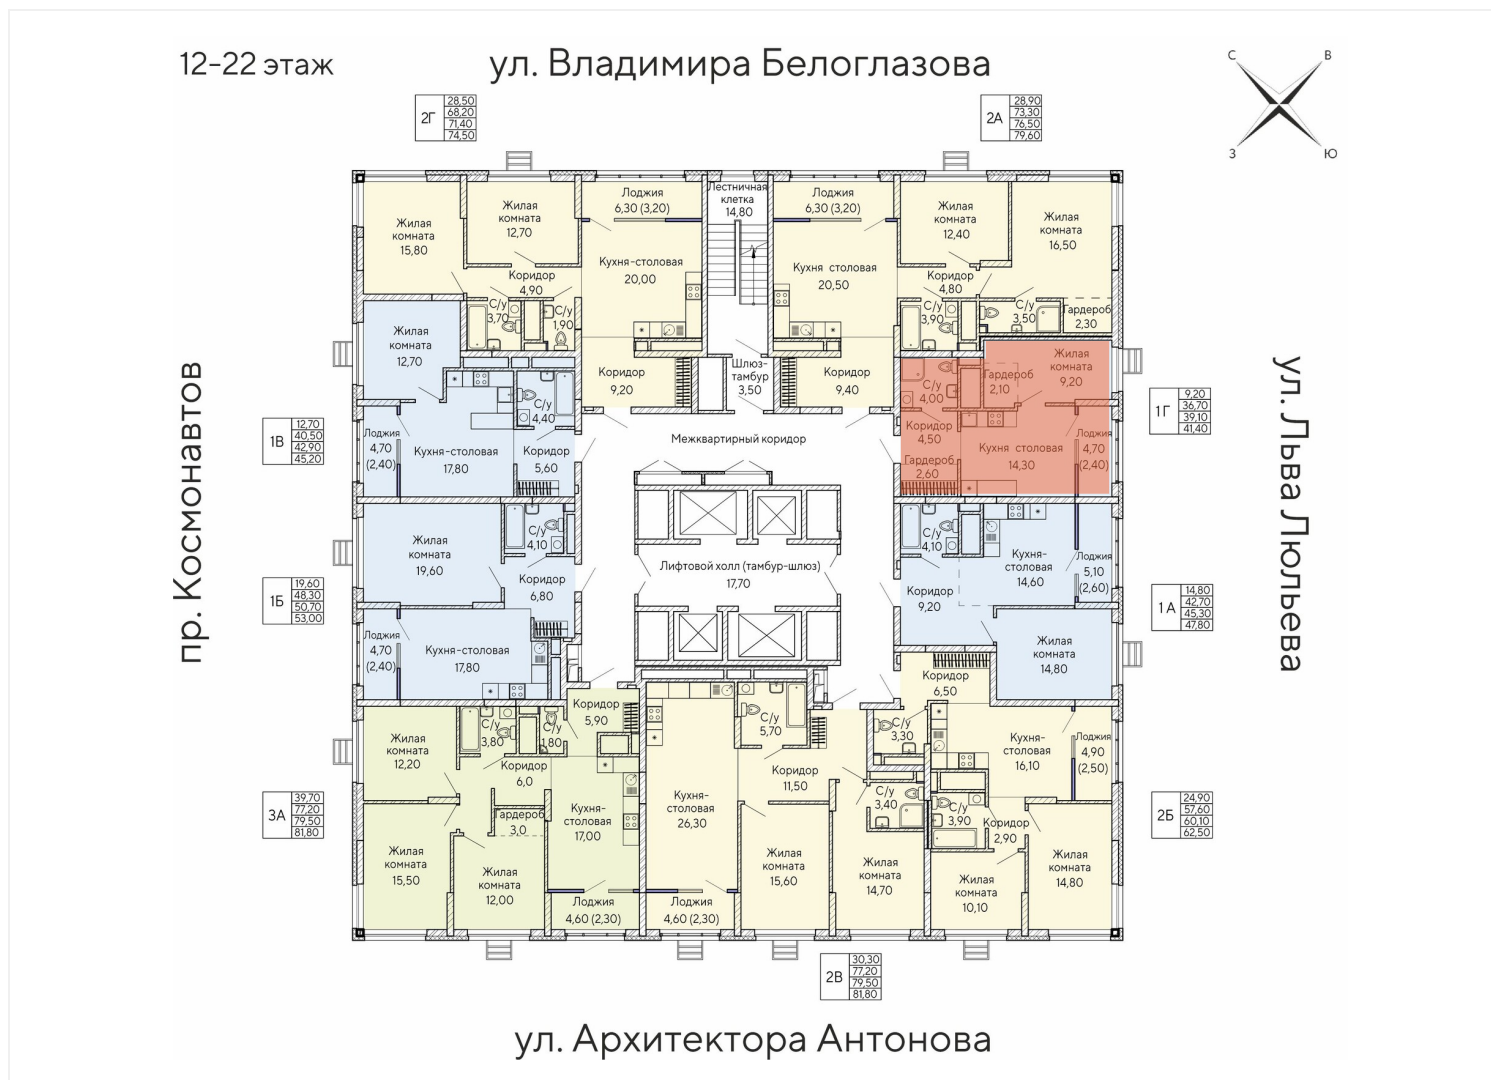 12-22 этаж
ул. Владимира Белоглазова
С
В
З
Ю
2Г
28,50
68,20
71,40
74,50
2А
28,90
73,30
76,50
79,60
Жилая
комната
15,80
Жилая
комната
12,70
Лоджия
6,30 (3,20)
Лестничная
клетка
14,80
Лоджия
6,30 (3,20)
Жилая
комната
12,40
Жилая
комната
16,50
Коридор
4,90
Кухня-столовая
20,00
Кухня столовая
20,50
Коридор
4,80
С/у
3,70
С/у
1,90
С/у
3,90
С/у
3,50
Гардероб
2,30
Жилая
комната
12,70
Коридор
9,20
Шлюз-
тамбур
3,50
Коридор
9,40
С/у
4,00
Гардероб
2,10
Жилая
комната
9,20
1В
12,70
40,50
42,90
45,20
Лоджия
4,70
(2,40)
Кухня-столовая
17,80
С/у
4,40
Коридор
5,60
Межквартирный коридор
Коридор
4,50
Гардероб
2,60
Кухня столовая
14,30
Лоджия
4,70
(2,40)
1Г
9,20
36,70
39,10
41,40
пр. Космонавтов
ул. Льва Люльева
Жилая
комната
19,60
С/у
4,10
Коридор
6,80
Лифтовой холл (тамбур-шлюз)
17,70
С/у
4,10
Коридор
9,20
Кухня-
столовая
14,60
Лоджия
5,10
(2,60)
1Б
19,60
48,30
50,70
53,00
1А
14,80
42,70
45,30
47,80
Лоджия
4,70
(2,40)
Кухня-столовая
17,80
Жилая
комната
14,80
Коридор
6,50
Жилая
комната
12,20
С/у
3,80
С/у
1,80
Коридор
5,90
С/у
5,70
С/у
3,30
Кухня-
столовая
16,10
Лоджия
4,90
(2,50)
Коридор
6,0
Коридор
11,50
3А
39,70
77,20
79,50
81,80
Гардероб
3,0
Кухня-
столовая
17,00
Кухня-
столовая
26,30
С/у
3,40
С/у
3,90
Коридор
2,90
2Б
24,90
57,60
60,10
62,50
Жилая
комната
15,50
Жилая
комната
12,00
Жилая
комната
15,60
Жилая
комната
14,70
Жилая
комната
10,10
Жилая
комната
14,80
Лоджия
4,60 (2,30)
Лоджия
4,60 (2,30)
2В
30,30
77,20
79,50
81,80
ул. Архитектора Антонова